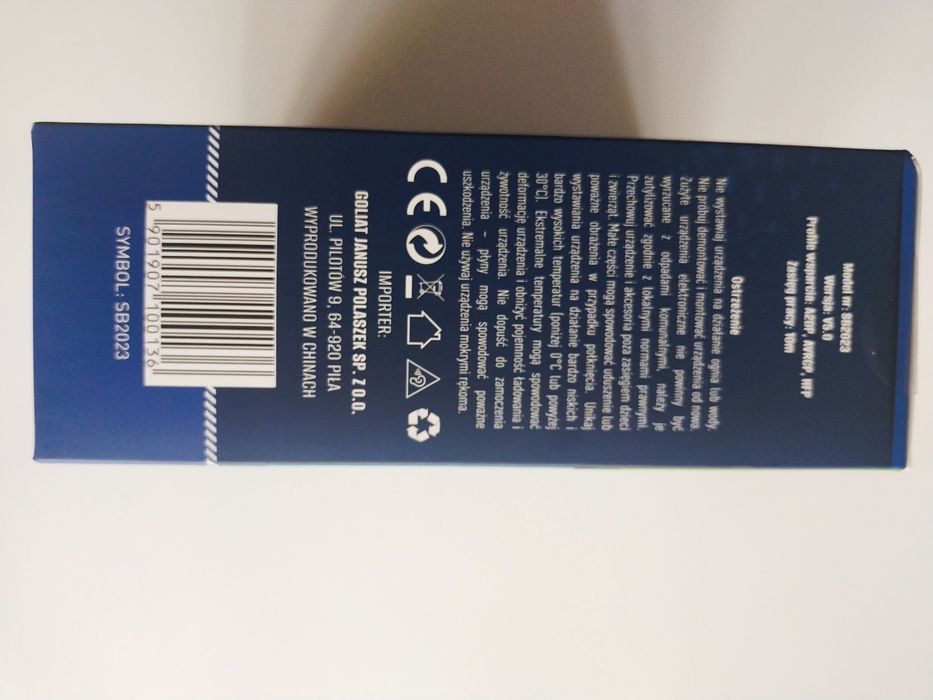 Model nr: SB2023
Wersja: V5.0
Profile wsparcia: A2DP, AVRCP, HFP
Zasięg pracy: 10m
Ostrzeżenie
Nie wystawiaj urządzenia na działanie ognia lub wody.
Nie próbuj demontować i montować urządzenia od nowa.
Zużyte urządzenia elektroniczne nie powinny być
wyrzucane z odpadami komunalnymi, należy je
zutylizować zgodnie z lokalnymi normami prawnymi.
Przechowuj urządzenie i akcesoria poza zasięgiem dzieci
i zwierząt. Małe części mogą spowodować uduszenie lub
poważne obrażenia w przypadku połknięcia. Unikaj
wystawiania urządzenia na działanie bardzo niskich i
bardzo wysokich temperatur (poniżej 0°C lub powyżej
30°C). Ekstremalne temperatury mogą spowodować
deformację urządzenia i obniżyć pojemność ładowania i
żywotność urządzenia. Nie dopuść do zamoczenia
urządzenia – płyny mogą spowodować poważne
uszkodzenia. Nie używaj urządzenia mokrymi rękoma.
CE
21
PAP
IMPORTER:
GOLIAT JANUSZ POLASZEK SP. Z O.O.
UL. PILOTÓW 9, 64-920 PIŁA
WYPRODUKOWANO W CHINACH
5 901907 100136
SYMBOL: SB2023